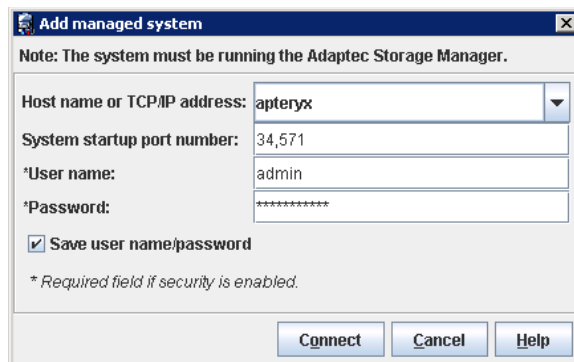 Add managed system
Note: The system must be running the Adaptec Storage Manager.
Host name or TCP/IP address: apteryx
System startup port number: 34,571
*User name: admin
*Password: ***********
Save user name/password
* Required field if security is enabled.
Connect Cancel Help